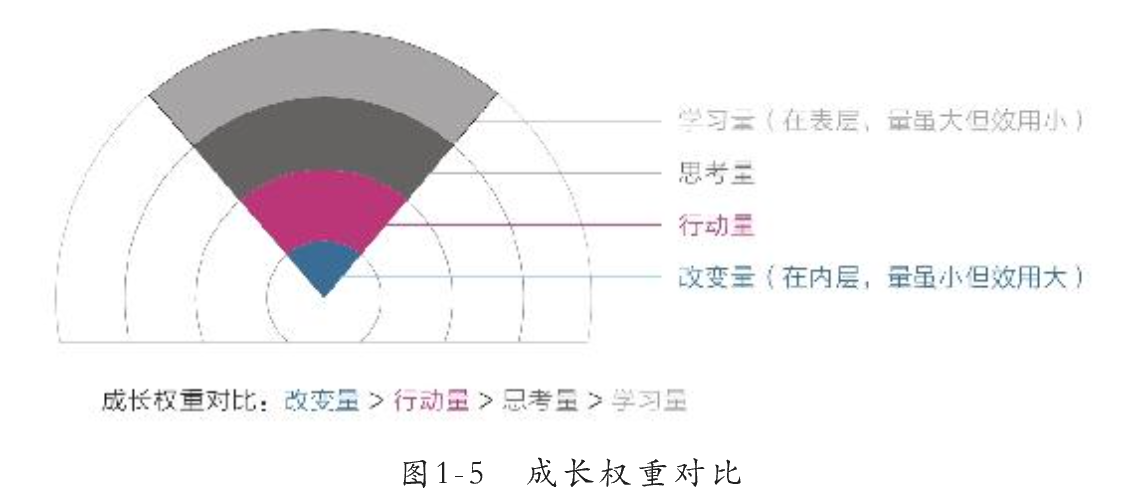 学习量（在表层，量虽大但效用小）
思考量
行动量
改变量（在内层，量虽小但效用大）
成长权重对比：改变量 > 行动量 > 思考量 > 学习量
图1-5 成长权重对比